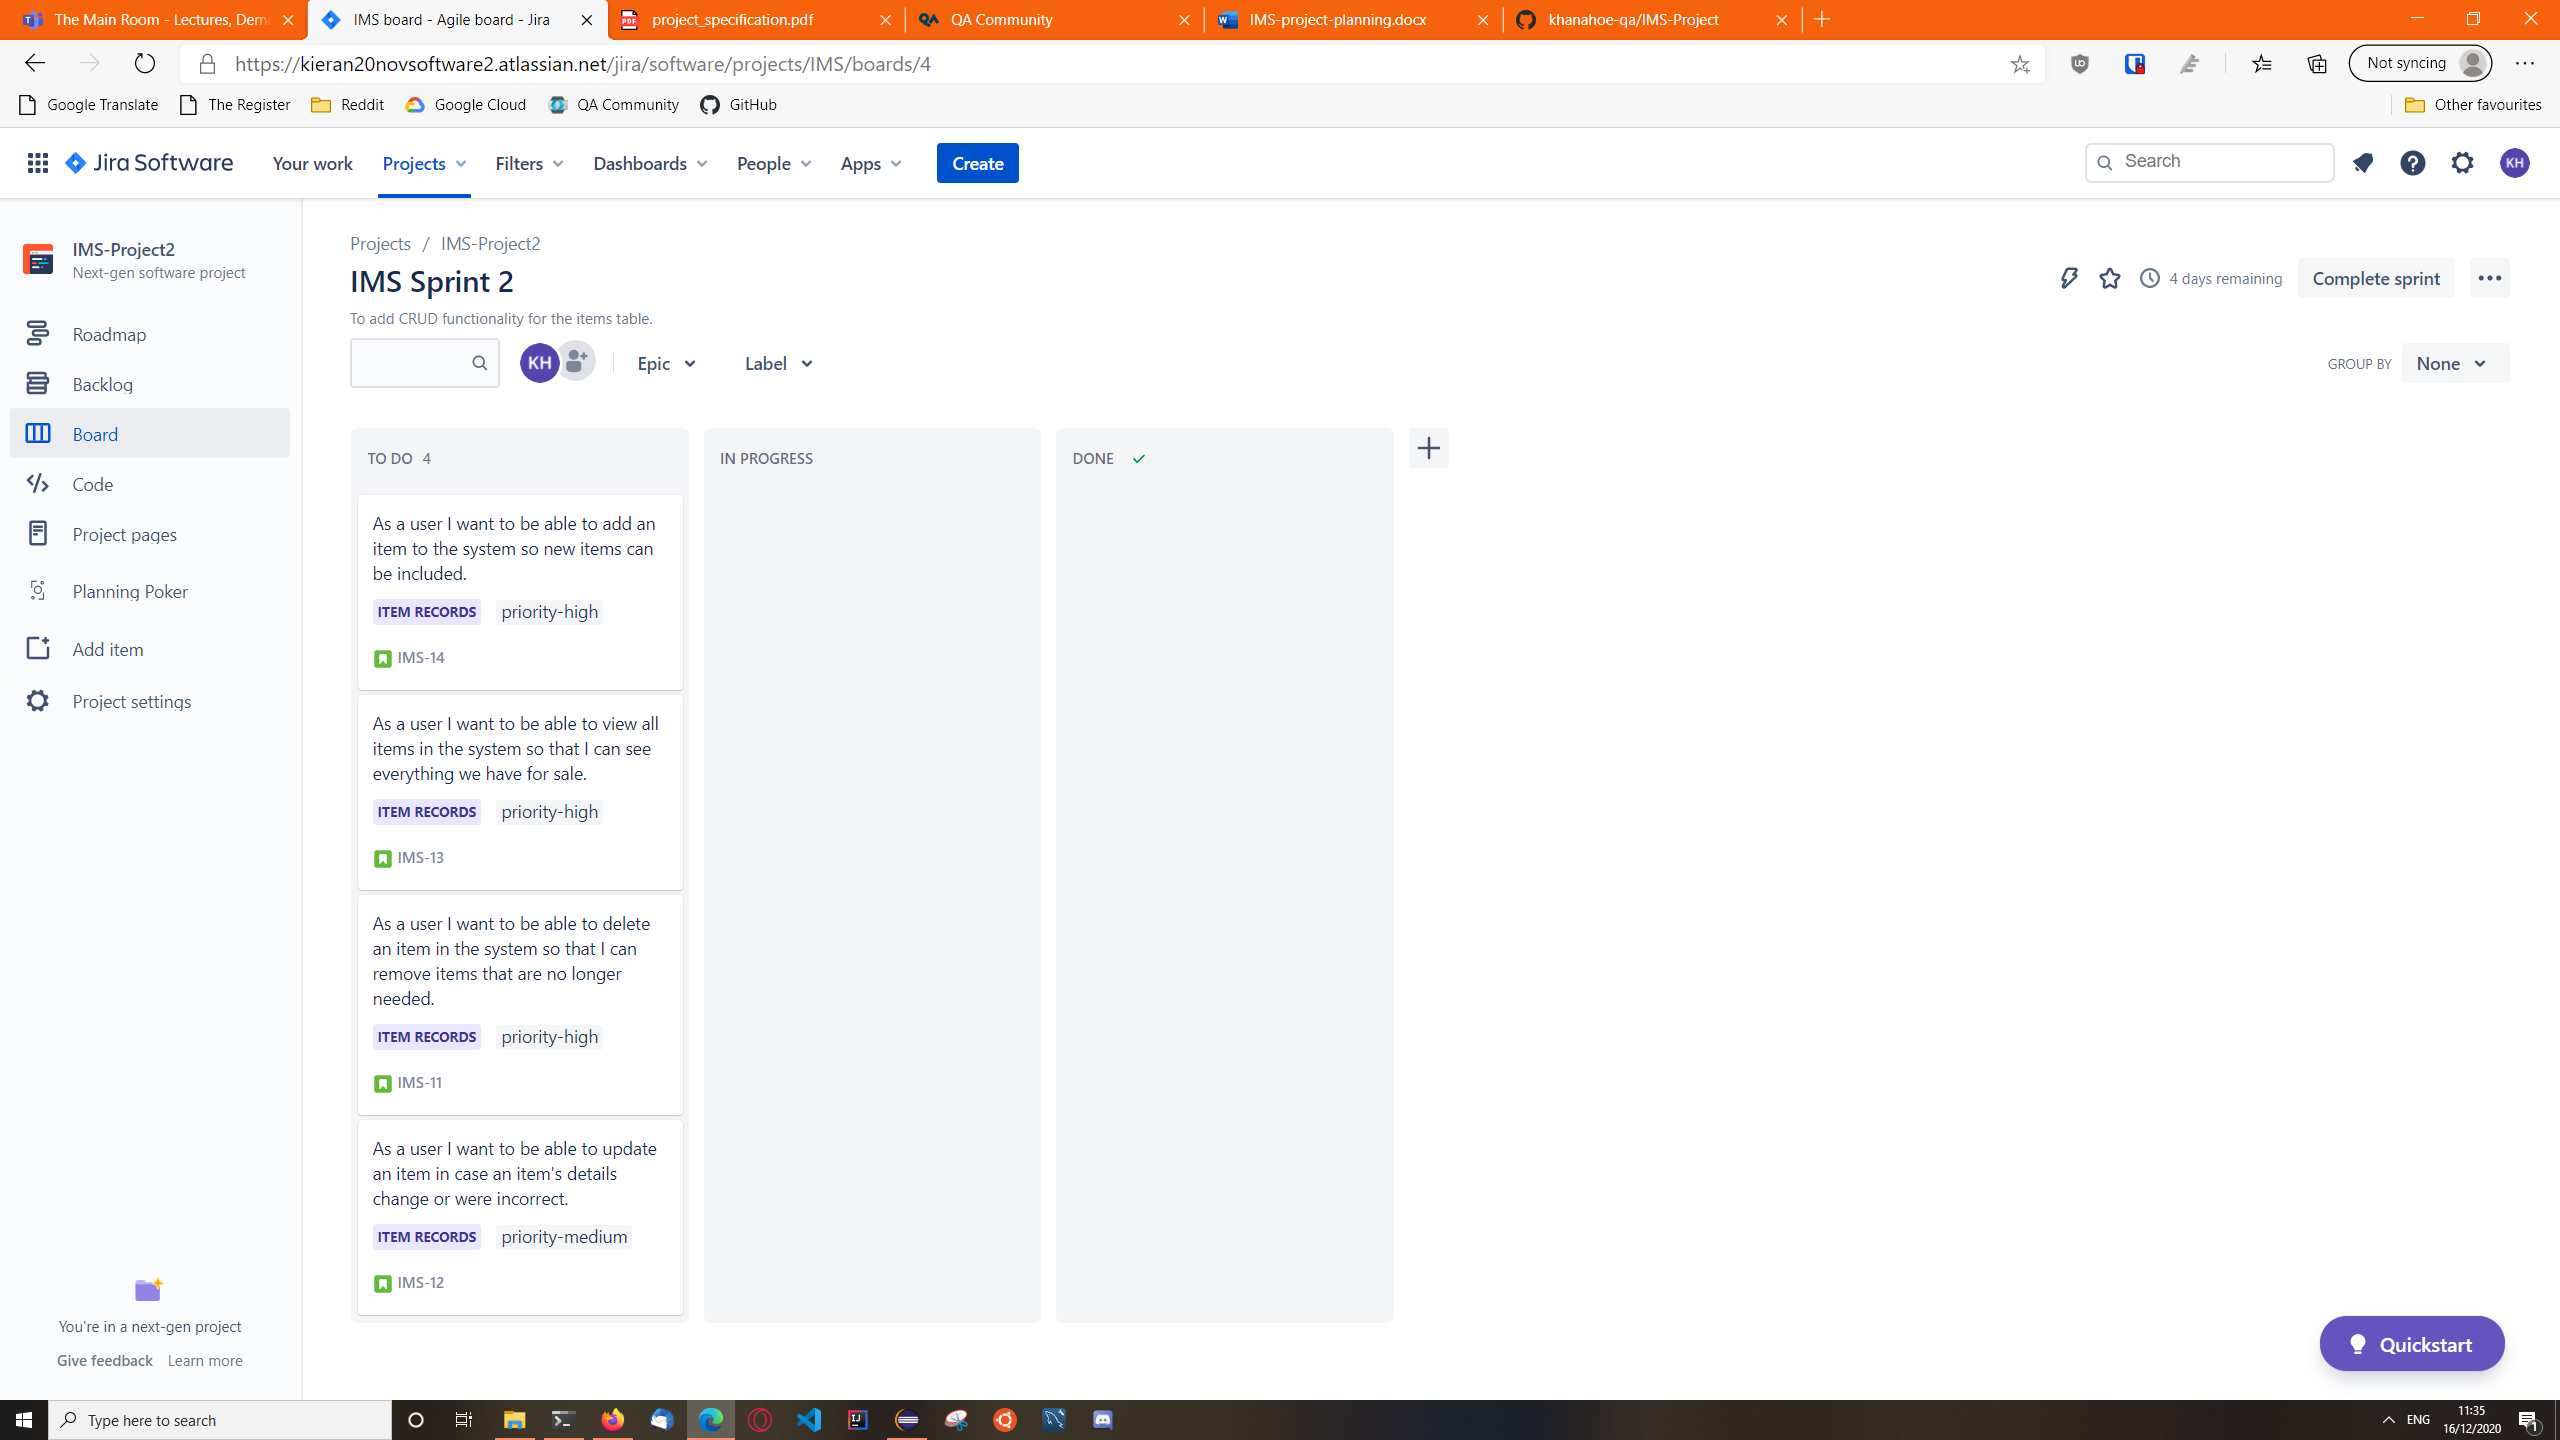 The Main Room - Lectures, Dem
IMS board - Agile board - Jira
project_specification.pdf
QA Community
IMS-project-planning.docx
khanahoe-qa/IMS-Project
https://kieran20novsoftware2.atlassian.net/jira/software/projects/IMS/boards/4
Not syncing
Google Translate
The Register
Reddit
Google Cloud
QA Community
GitHub
Other favourites
Jira Software
Your work
Projects
Filters
Dashboards
People
Apps
Create
Search
KH
IMS-Project2
Next-gen software project
Roadmap
Backlog
Board
Code
Project pages
Planning Poker
Add item
Project settings
You're in a next-gen project
Give feedback Learn more
Projects / IMS-Project2
IMS Sprint 2
4 days remaining
Complete sprint
To add CRUD functionality for the items table.
KH
Epic
Label
GROUP BY
None
TO DO 4
As a user I want to be able to add an
item to the system so new items can
be included.
ITEM RECORDS priority-high
IMS-14
As a user I want to be able to view all
items in the system so that I can see
everything we have for sale.
ITEM RECORDS priority-high
IMS-13
As a user I want to be able to delete
an item in the system so that I can
remove items that are no longer
needed.
ITEM RECORDS priority-high
IMS-11
As a user I want to be able to update
an item in case an item's details
change or were incorrect.
ITEM RECORDS priority-medium
IMS-12
IN PROGRESS
DONE
Quickstart
Type here to search
ENG
11:35
16/12/2020
1